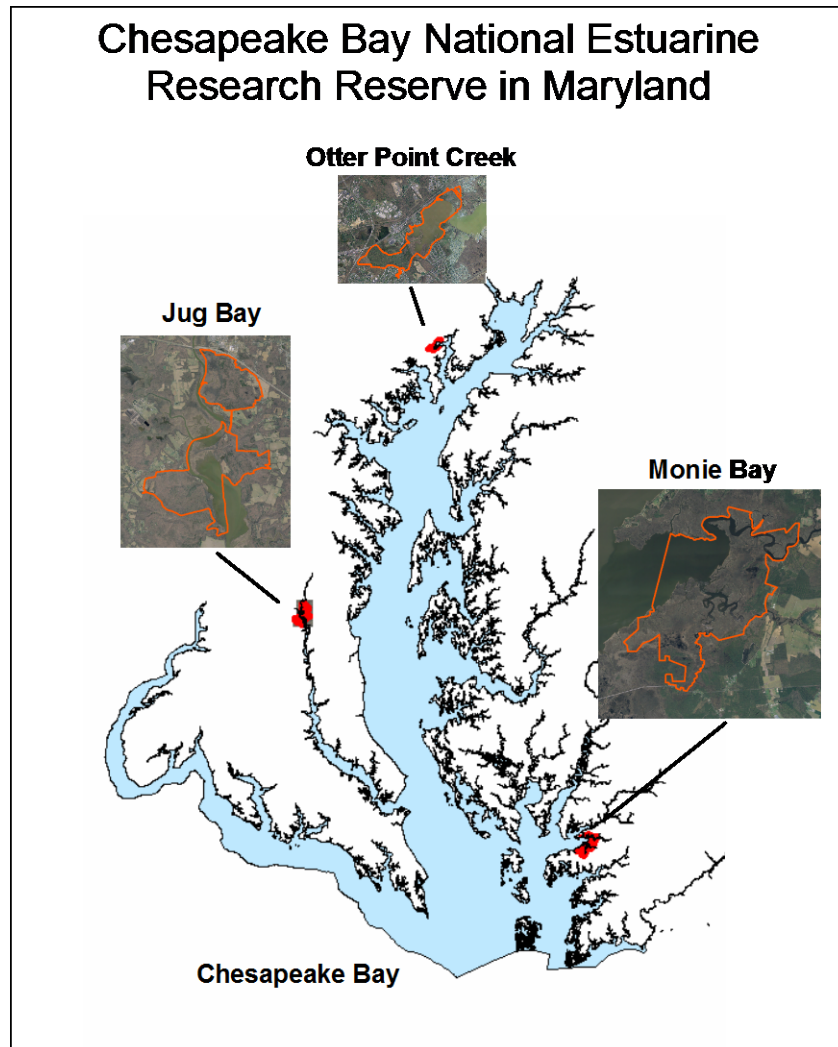 Chesapeake Bay National Estuarine
Research Reserve in Maryland
Otter Point Creek
Jug Bay
Monie Bay
Chesapeake Bay